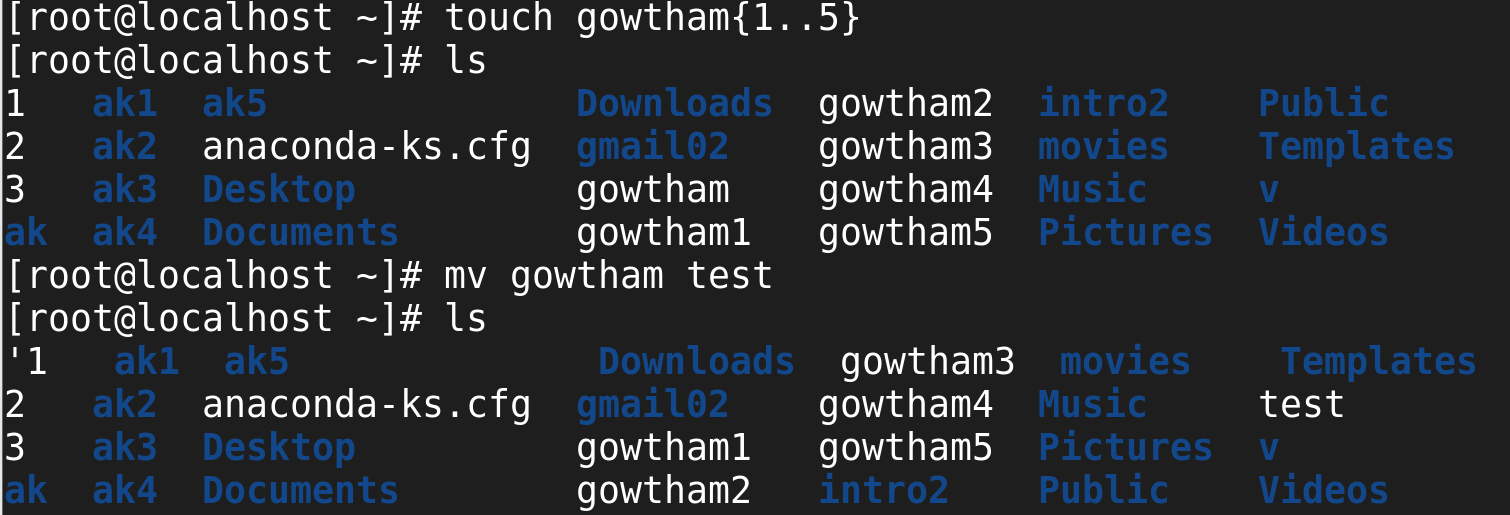 [root@localhost ~]# touch gowtham{1..5}
[root@localhost ~]# ls
1   ak1  ak5              Downloads  gowtham2  intro2    Public
2   ak2  anaconda-ks.cfg  gmail02    gowtham3  movies    Templates
3   ak3  Desktop          gowtham    gowtham4  Music     v
ak  ak4  Documents        gowtham1   gowtham5  Pictures  Videos
[root@localhost ~]# mv gowtham test
[root@localhost ~]# ls
'1   ak1  ak5              Downloads  gowtham3  movies    Templates
2   ak2  anaconda-ks.cfg  gmail02    gowtham4  Music     test
3   ak3  Desktop          gowtham1   gowtham5  Pictures  v
ak  ak4  Documents        gowtham2   intro2    Public    Videos